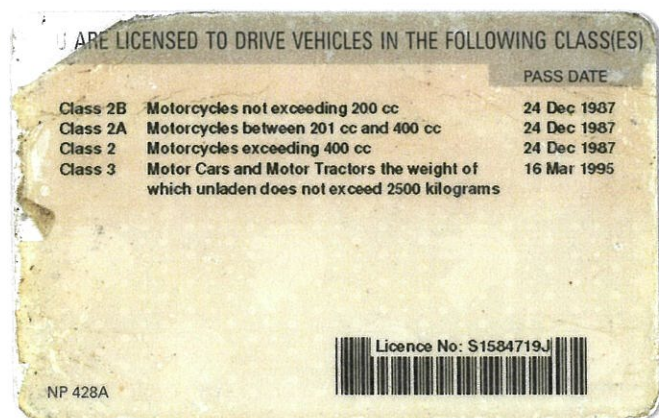 U ARE LICENSED TO DRIVE VEHICLES IN THE FOLLOWING CLASS(ES)
PASS DATE
Class 2B Motorcycles not exceeding 200 cc 24 Dec 1987
Class 2A Motorcycles between 201 cc and 400 cc 24 Dec 1987
Class 2 Motorcycles exceeding 400 cc 24 Dec 1987
Class 3 Motor Cars and Motor Tractors the weight of 16 Mar 1995
which unladen does not exceed 2500 kilograms
Licence No: S1584719J
NP 428A